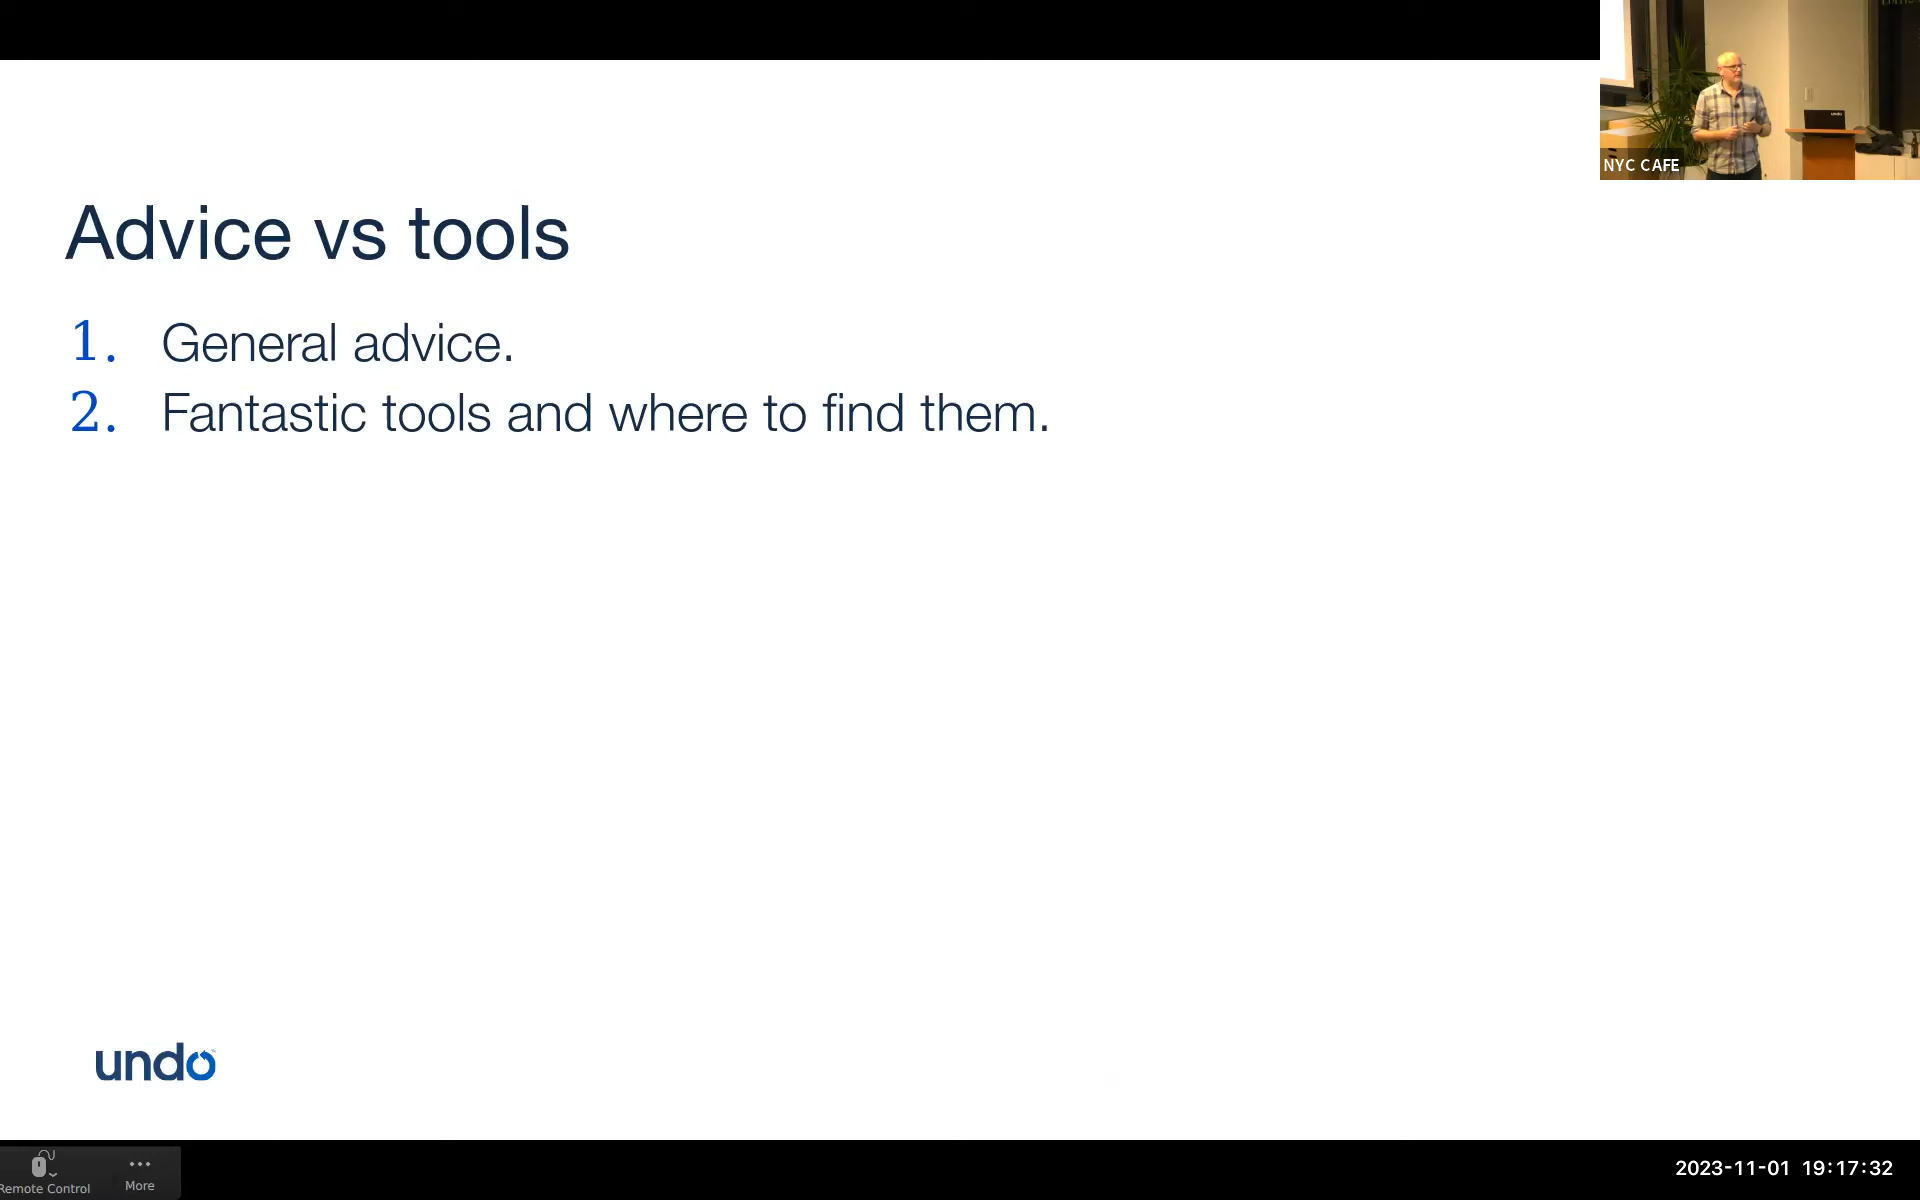 NYC CAFE
Advice vs tools
1. General advice.
2. Fantastic tools and where to find them.
undo
Remote Control
More
2023-11-01 19:17:32